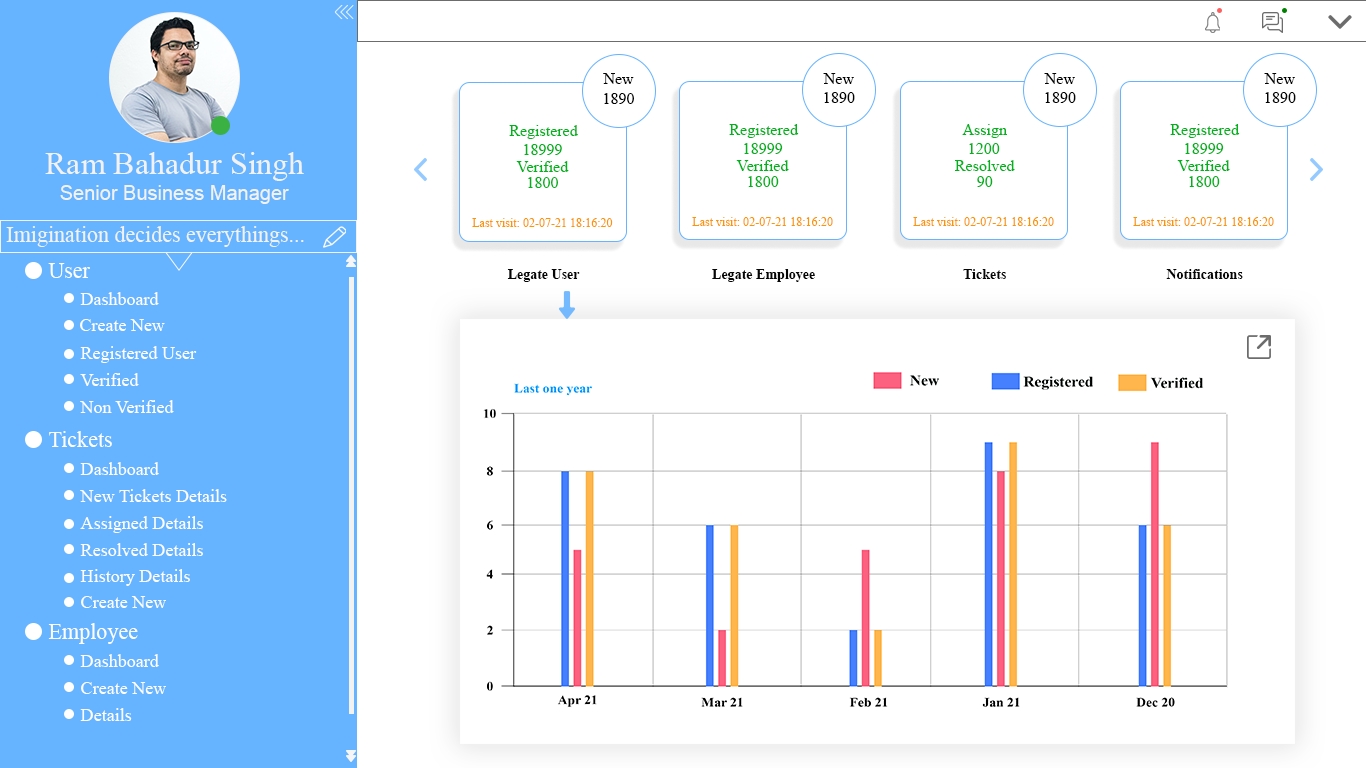 Ram Bahadur Singh
Senior Business Manager
Imigination decides everythings...
User
Dashboard
Create New
Registered User
Verified
Non Verified
Tickets
Dashboard
New Tickets Details
Assigned Details
Resolved Details
History Details
Create New
Employee
Dashboard
Create New
Details
New
1890
Registered
18999
Verified
1800
Last visit: 02-07-21 18:16:20
Legate User
New
1890
Registered
18999
Verified
1800
Last visit: 02-07-21 18:16:20
Legate Employee
New
1890
Assign
1200
Resolved
90
Last visit: 02-07-21 18:16:20
Tickets
New
1890
Registered
18999
Verified
1800
Last visit: 02-07-21 18:16:20
Notifications
Last one year
New
Registered
Verified
10
8
6
4
2
0
Apr 21
Mar 21
Feb 21
Jan 21
Dec 20